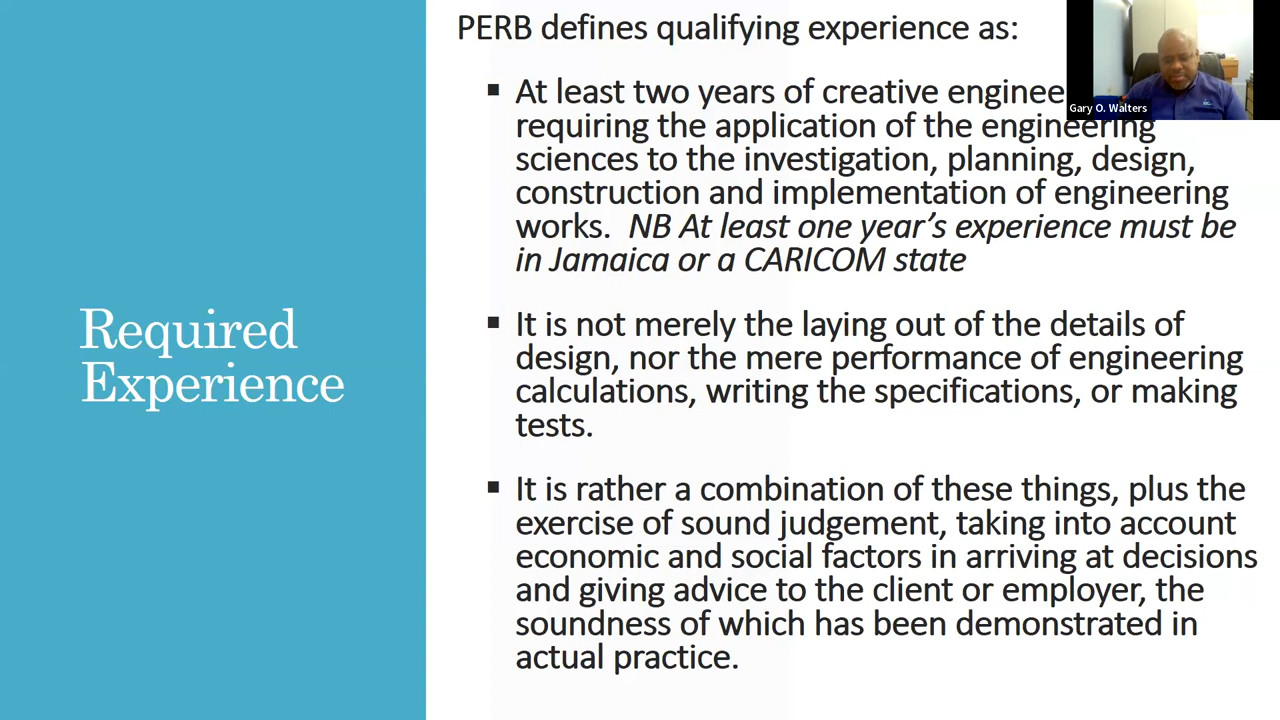 PERB defines qualifying experience as:
Gary O. Walters
▪ At least two years of creative enginee
requiring the application of the engineering
sciences to the investigation, planning, design,
construction and implementation of engineering
works. NB At least one year's experience must be
in Jamaica or a CARICOM state
▪ It is not merely the laying out of the details of
design, nor the mere performance of engineering
calculations, writing the specifications, or making
tests.
▪ It is rather a combination of these things, plus the
exercise of sound judgement, taking into account
economic and social factors in arriving at decisions
and giving advice to the client or employer, the
soundness of which has been demonstrated in
actual practice.
Required
Experience